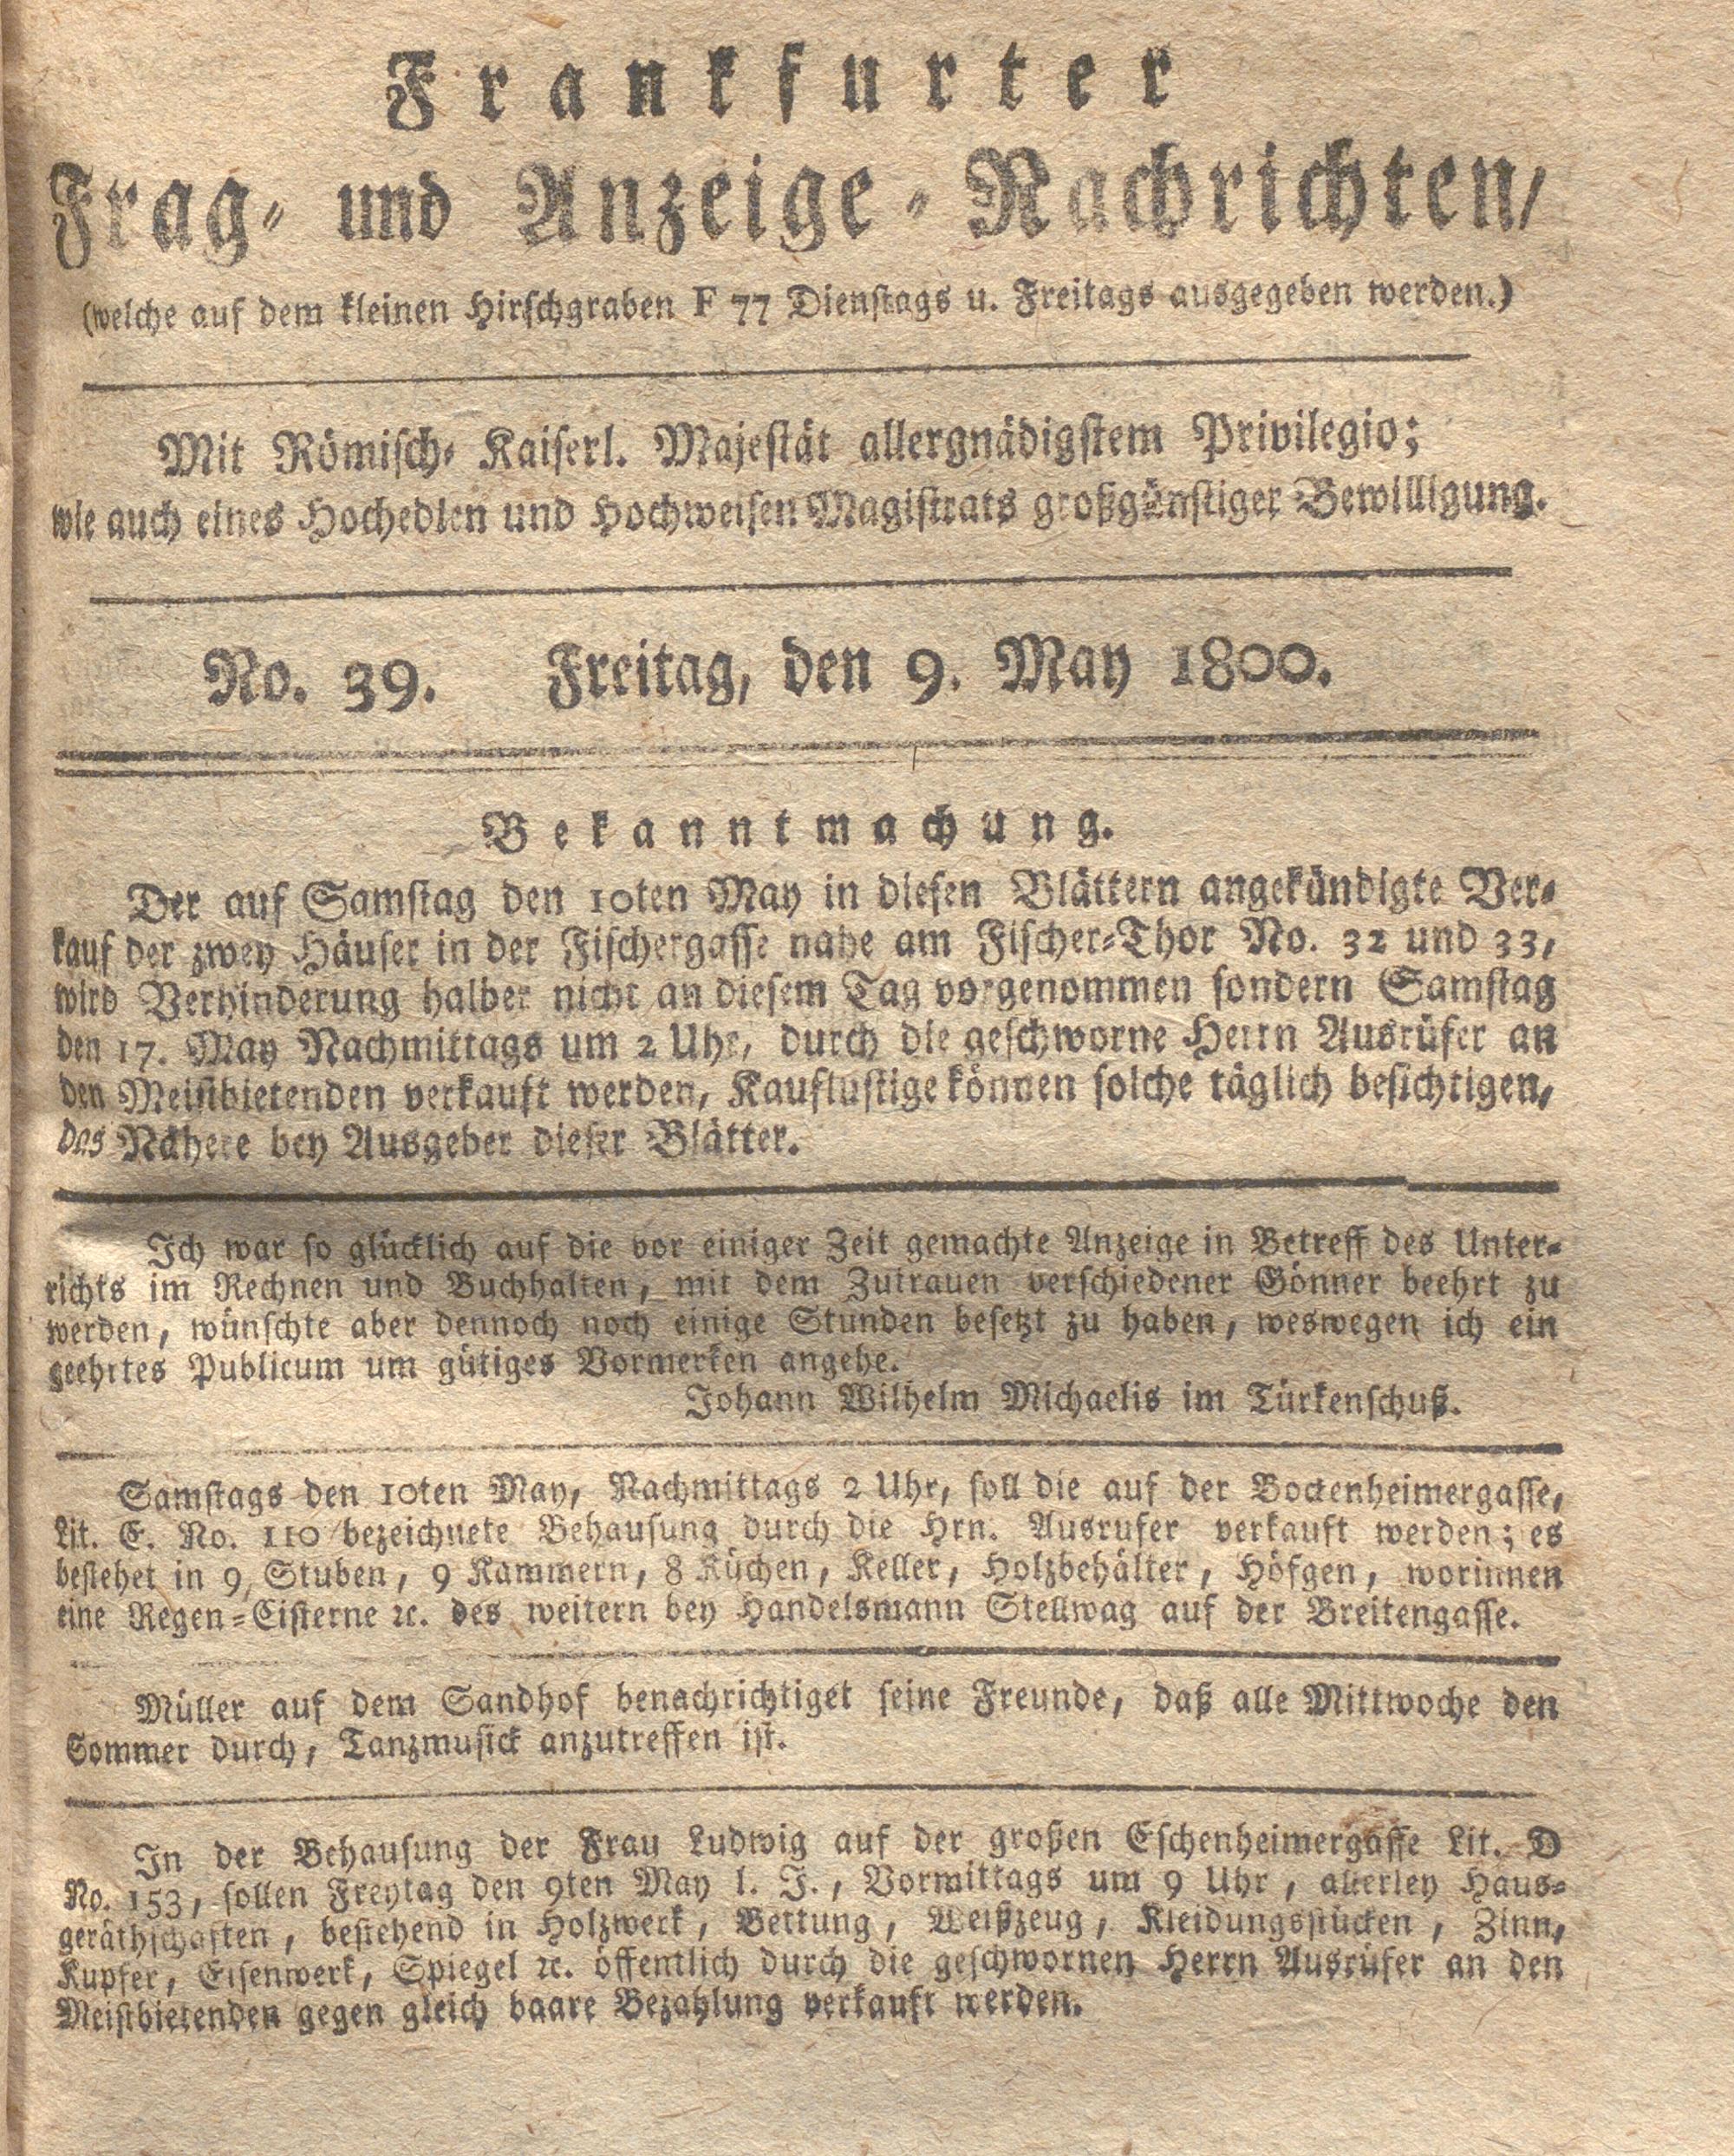 Frankfurter
Frag- und Anzeige-Nachrichten,
(welche auf dem kleinen Hirschgraben F 77 Dienstags u. Freitags ausgegeben werden.)
Mit Römisch-Kaiserl. Majestät allergnädigstem Privilegio;
wie auch eines Hochedlen und Hochweisen Magistrats großgünstiger Bewilligung.
No. 39. Freitag, den 9. May 1800.
Bekanntmachung.
Der auf Samstag den 10ten May in diesen Blättern angekündigte Ver-
kauf der zwey Häuser in der Fischergasse nahe am Fischer-Thor No. 32 und 33,
wird Verhinderung halber nicht an diesem Tag vorgenommen sondern Samstag
den 17. May Nachmittags um 2 Uhr, durch die geschworne Herrn Ausrüfer an
den Meistbietenden verkauft werden, Kauflustige können solche täglich besichtigen,
das Nähere bey Ausgeber dieser Blätter.
Ich war so glücklich auf die vor einiger Zeit gemachte Anzeige in Betreff des Unter-
richts im Rechnen und Buchhalten, mit dem Zutrauen verschiedener Gönner beehrt zu
werden, wünschte aber dennoch noch einige Stunden besetzt zu haben, weswegen ich ein
geehrtes Publicum um gütiges Vormerken angehe.
Johann Wilhelm Michaelis im Türkenschuß.
Samstags den 10ten May, Nachmittags 2 Uhr, soll die auf der Bockenheimergasse,
Lit. E. No. 110 bezeichnete Behausung durch die Hrn. Ausrufer verkauft werden; es
bestehet in 9 Stuben, 9 Kammern, 8 Küchen, Keller, Holzbehälter, Höfgen, worinnen
eine Regen-Cisterne ꝛc. des weitern bey Handelsmann Stellwag auf der Breitengasse.
Müller auf dem Sandhof benachrichtiget seine Freunde, daß alle Mittwoche den
Sommer durch, Tanzmusick anzutreffen ist.
In der Behausung der Frau Ludwig auf der großen Eschenheimergasse Lit. D
No. 153, sollen Freytag den 9ten May l. J., Vormittags um 9 Uhr, allerley Haus-
geräthschaften, bestehend in Holzwerk, Bettung, Weißzeug, Kleidungsstücken, Zinn,
Kupfer, Eisenwerk, Spiegel ꝛc. öffentlich durch die geschwornen Herrn Ausrüfer an den
Meistbietenden gegen gleich baare Bezahlung verkauft werden.